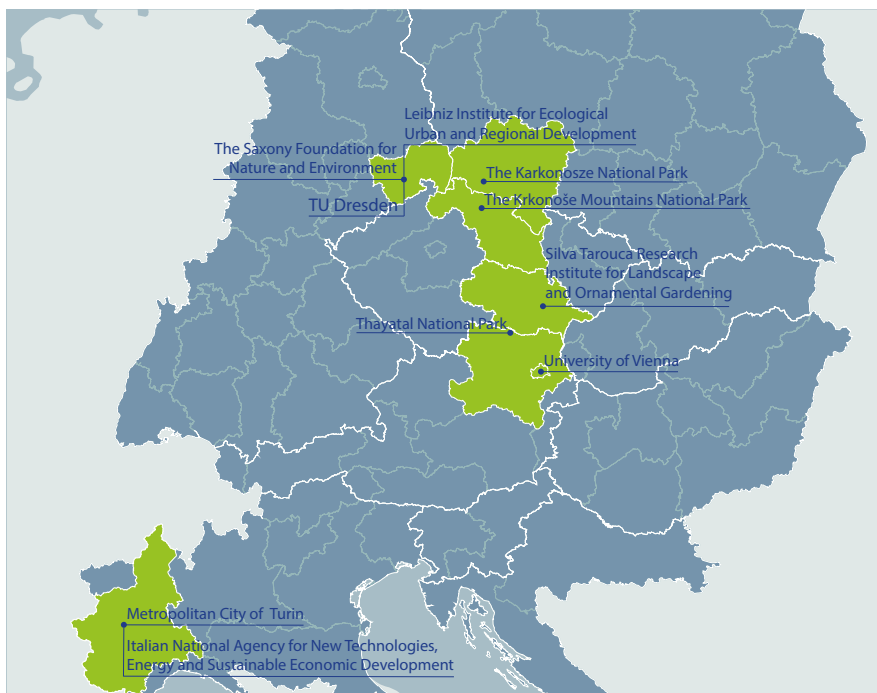 Leibniz Institute for Ecological
Urban and Regional Development
The Saxony Foundation for
Nature and Environment
TU Dresden
The Karkonosze National Park
The Krkonoše Mountains National Park
Silva Tarouca Research
Institute for Landscape
and Ornamental Gardening
Thayatal National Park
University of Vienna
Metropolitan City of Turin
Italian National Agency for New Technologies,
Energy and Sustainable Economic Development